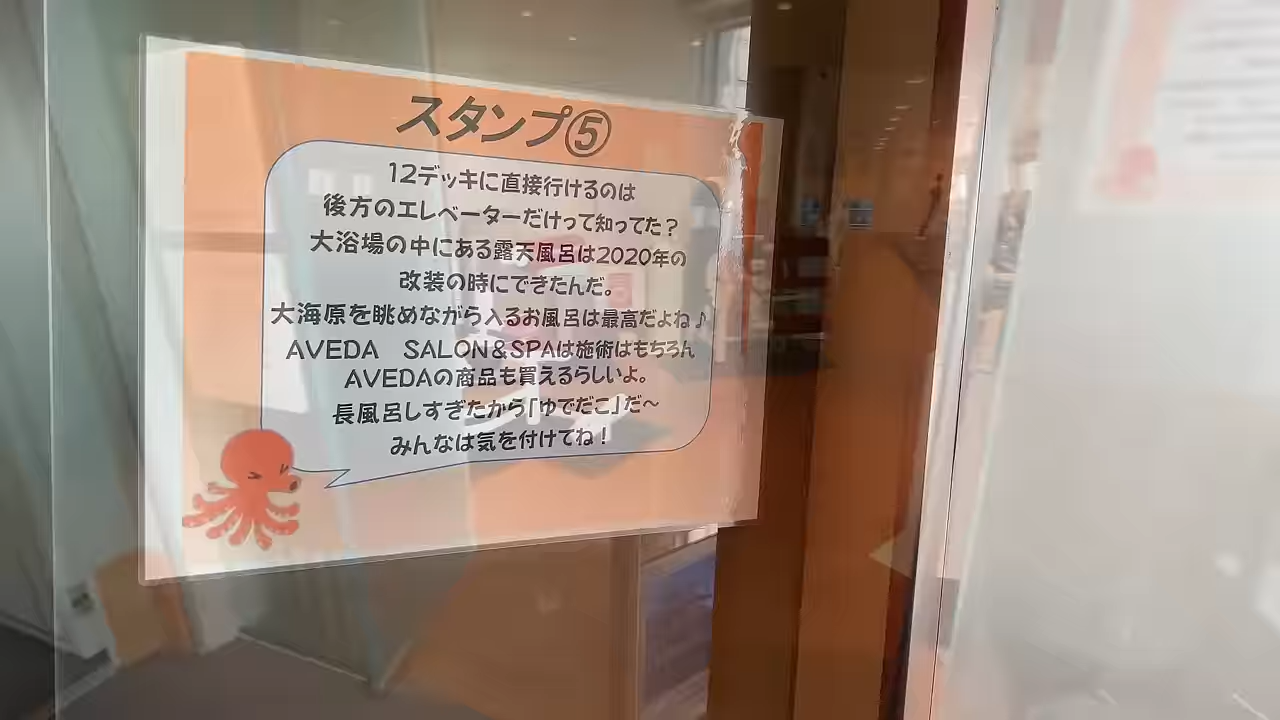 スタンプ⑤
12デッキに直接行けるのは
後方のエレベーターだけって知ってた？
大浴場の中にある露天風呂は2020年の
改装の時にできたんだ。
大海原を眺めながら入るお風呂は最高だよね♪
AVEDA　SALON&SPAは施術はもちろん
AVEDAの商品も買えるらしいよ。
長風呂しすぎたから「ゆでだこ」だ～
みんなは気を付けてね！